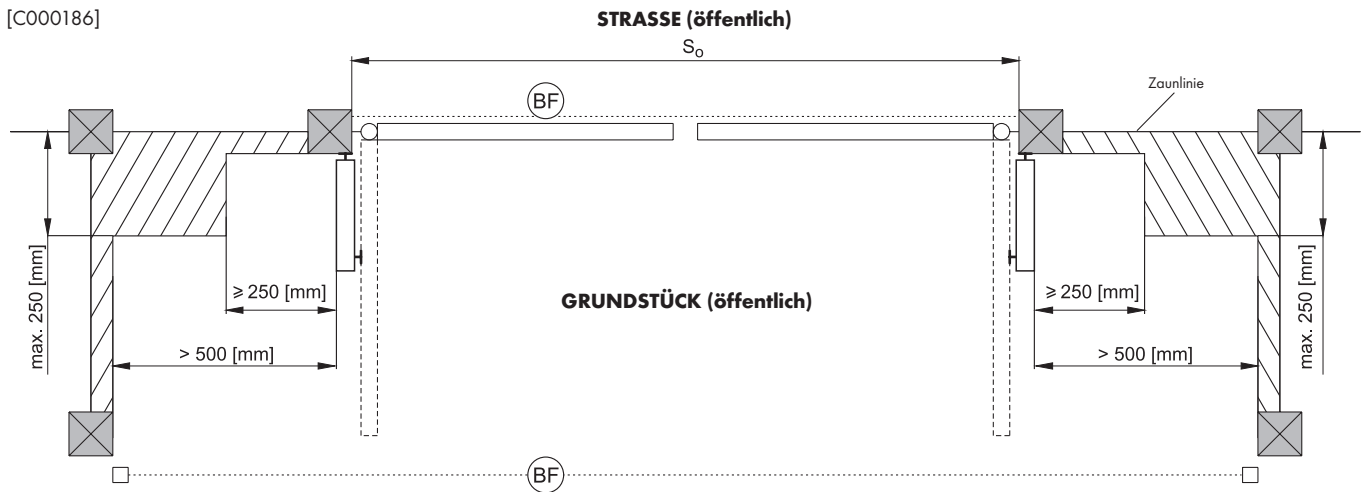 [C000186]
STRASSE (öffentlich)
So
BF
Zaunlinie
max. 250 [mm]
⩾ 250 [mm]
> 500 [mm]
GRUNDSTÜCK (öffentlich)
⩾ 250 [mm]
> 500 [mm]
max. 250 [mm]
BF